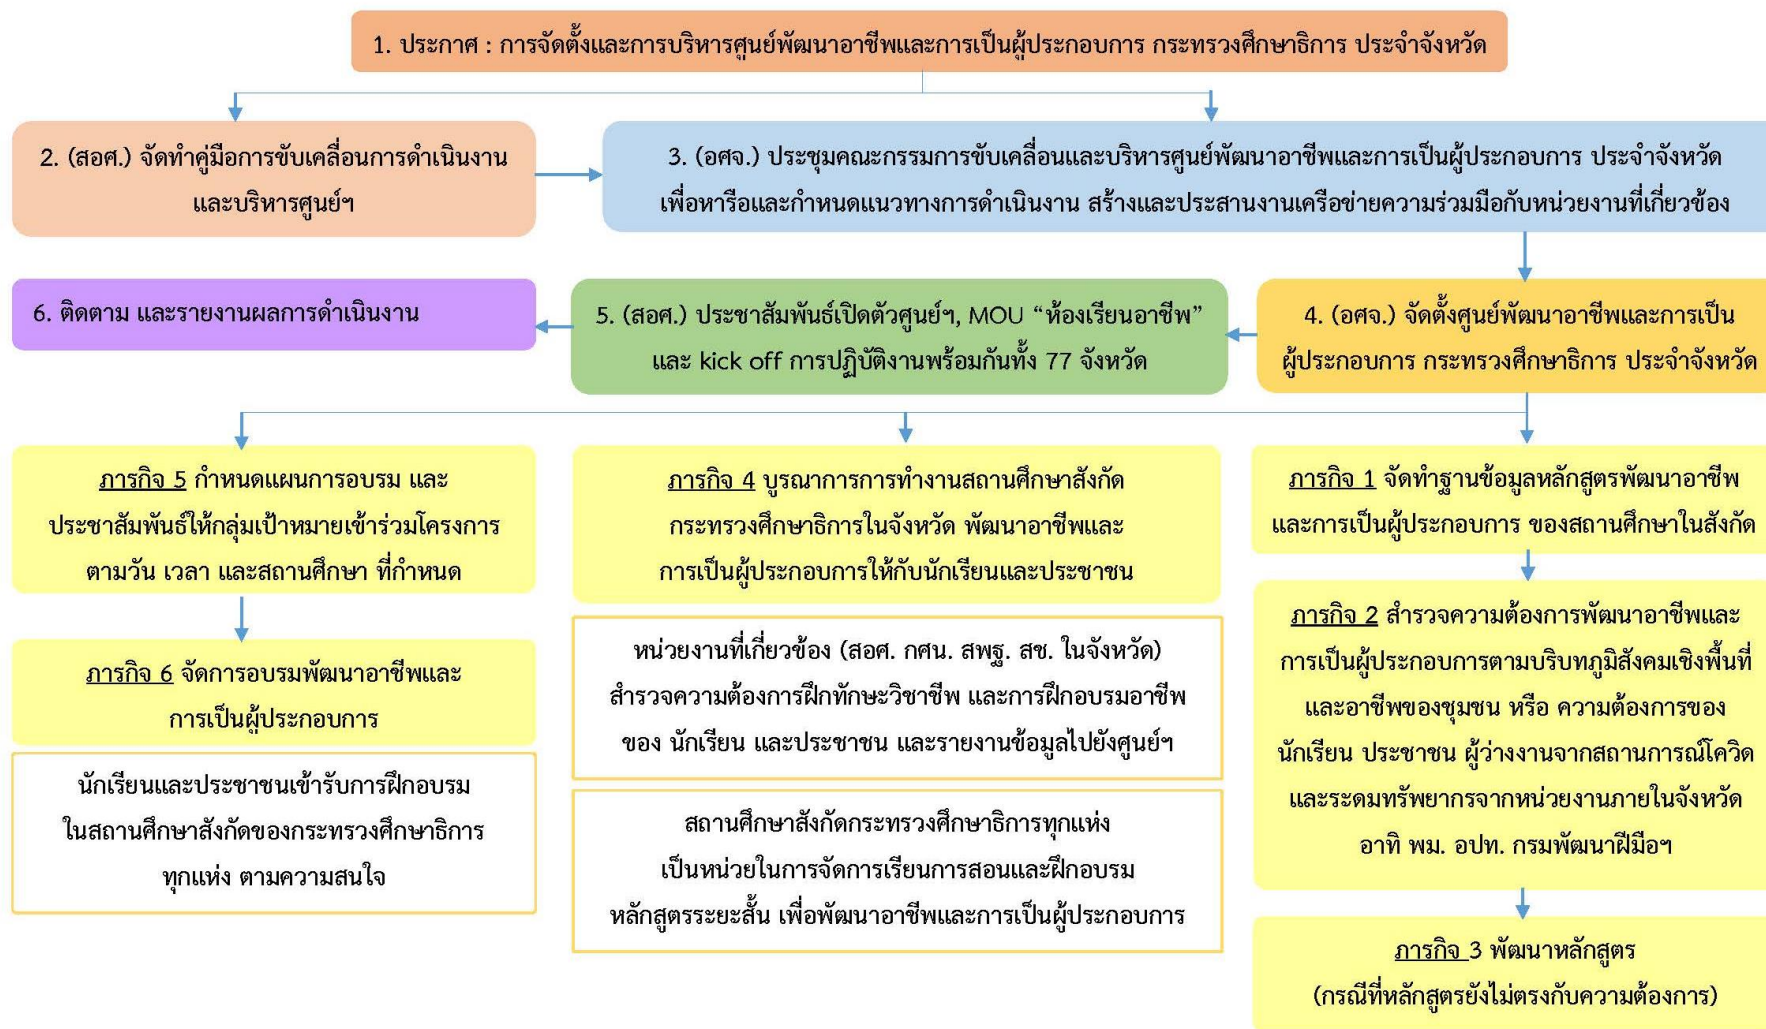 1. ประกาศ : การจัดตั้งและการบริหารศูนย์พัฒนาอาชีพและการเป็นผู้ประกอบการ กระทรวงศึกษาธิการ ประจำจังหวัด
2. (สอศ.) จัดทำคู่มือการขับเคลื่อนการดำเนินงาน
และบริหารศูนย์ฯ
3. (อศจ.) ประชุมคณะกรรมการขับเคลื่อนและบริหารศูนย์พัฒนาอาชีพและการเป็นผู้ประกอบการ ประจำจังหวัด
เพื่อหารือและกำหนดแนวทางการดำเนินงาน สร้างและประสานงานเครือข่ายความร่วมมือกับหน่วยงานที่เกี่ยวข้อง
4. (อศจ.) จัดตั้งศูนย์พัฒนาอาชีพและการเป็น
ผู้ประกอบการ กระทรวงศึกษาธิการ ประจำจังหวัด
5. (สอศ.) ประชาสัมพันธ์เปิดตัวศูนย์ฯ, MOU “ห้องเรียนอาชีพ”
และ kick off การปฏิบัติงานพร้อมกันทั้ง 77 จังหวัด
6. ติดตาม และรายงานผลการดำเนินงาน
ภารกิจ 5 กำหนดแผนการอบรม และ
ประชาสัมพันธ์ให้กลุ่มเป้าหมายเข้าร่วมโครงการ
ตามวัน เวลา และสถานศึกษา ที่กำหนด
ภารกิจ 6 จัดการอบรมพัฒนาอาชีพและ
การเป็นผู้ประกอบการ
นักเรียนและประชาชนเข้ารับการฝึกอบรม
ในสถานศึกษาสังกัดของกระทรวงศึกษาธิการ
ทุกแห่ง ตามความสนใจ
ภารกิจ 4 บูรณาการการทำงานสถานศึกษาสังกัด
กระทรวงศึกษาธิการในจังหวัด พัฒนาอาชีพและ
การเป็นผู้ประกอบการให้กับนักเรียนและประชาชน
หน่วยงานที่เกี่ยวข้อง (สอศ. กศน. สพฐ. สช. ในจังหวัด)
สำรวจความต้องการฝึกทักษะวิชาชีพ และการฝึกอบรมอาชีพ
ของ นักเรียน และประชาชน และรายงานข้อมูลไปยังศูนย์ฯ
สถานศึกษาสังกัดกระทรวงศึกษาธิการทุกแห่ง
เป็นหน่วยในการจัดการเรียนการสอนและฝึกอบรม
หลักสูตรระยะสั้น เพื่อพัฒนาอาชีพและการเป็นผู้ประกอบการ
ภารกิจ 1 จัดทำฐานข้อมูลหลักสูตรพัฒนาอาชีพ
และการเป็นผู้ประกอบการ ของสถานศึกษาในสังกัด
ภารกิจ 2 สำรวจความต้องการพัฒนาอาชีพและ
การเป็นผู้ประกอบการตามบริบทภูมิสังคมเชิงพื้นที่
และอาชีพของชุมชน หรือ ความต้องการของ
นักเรียน ประชาชน ผู้ว่างงานจากสถานการณ์โควิด
และระดมทรัพยากรจากหน่วยงานภายในจังหวัด
อาทิ พม. อปท. กรมพัฒนาฝีมือฯ
ภารกิจ 3 พัฒนาหลักสูตร
(กรณีที่หลักสูตรยังไม่ตรงกับความต้องการ)